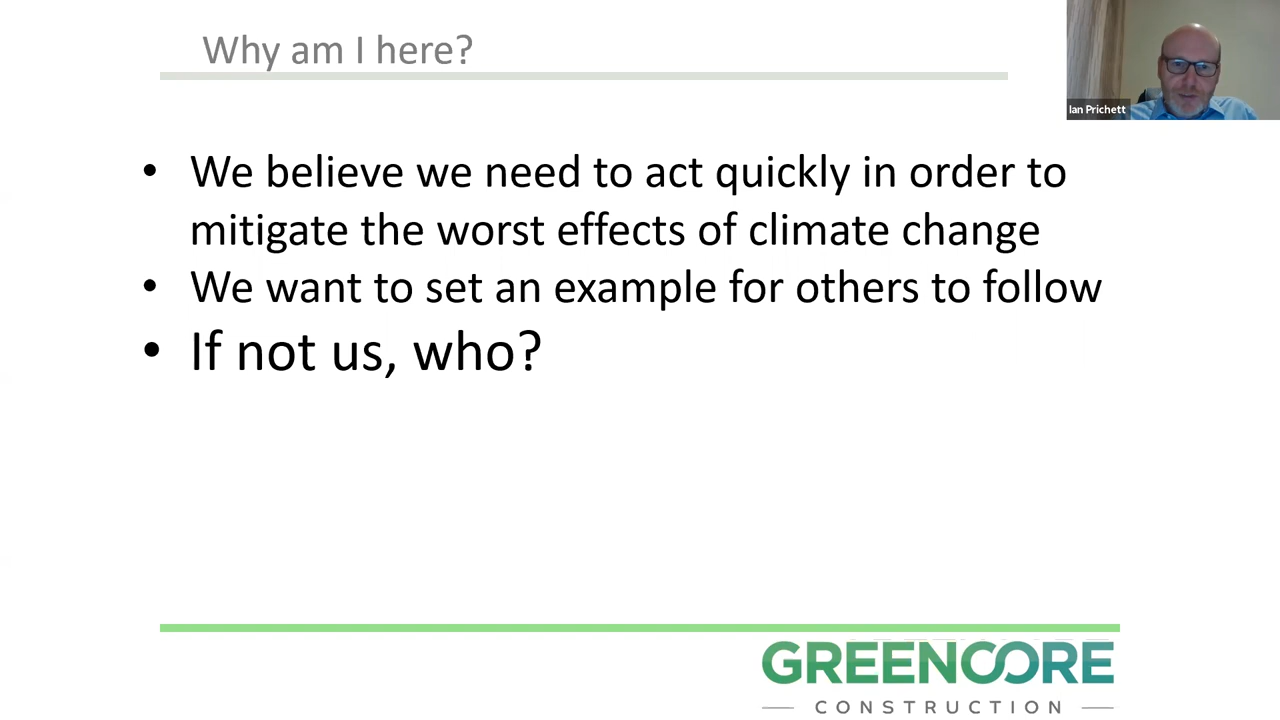 Why am I here?
Ian Prichett
• We believe we need to act quickly in order to
mitigate the worst effects of climate change
• We want to set an example for others to follow
• If not us, who?
GREENCORE
CONSTRUCTION